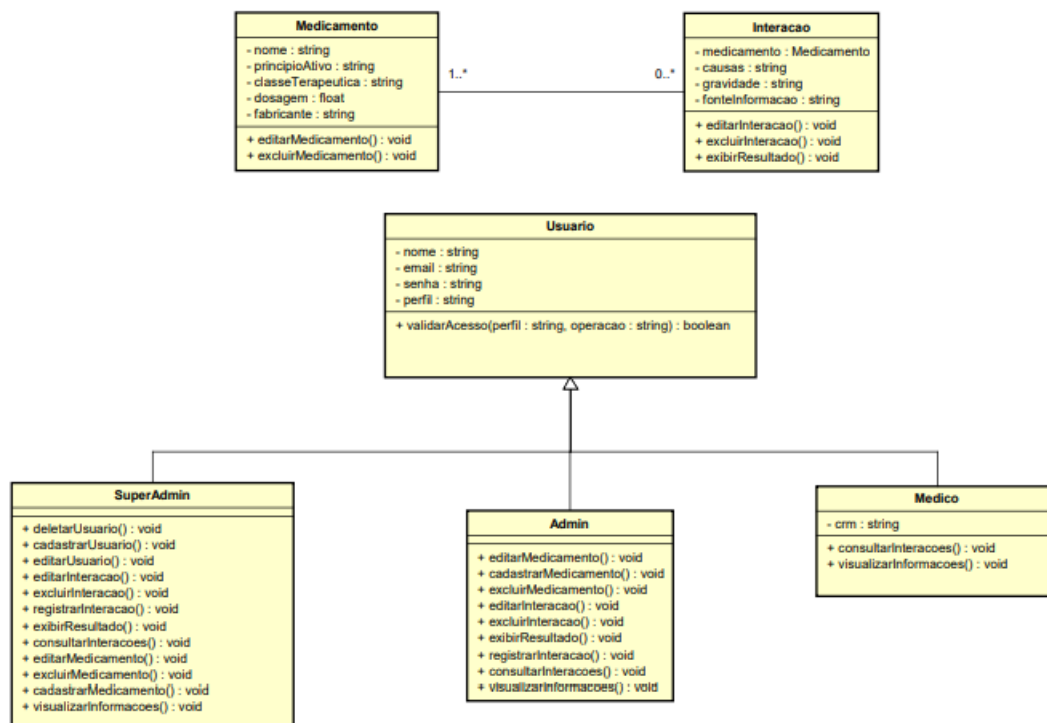 Medicamento
- nome : string
- principioAtivo : string
- classeTerapeutica : string
- dosagem : float
- fabricante : string
+ editarMedicamento() : void
+ excluirMedicamento() : void
1..*
0..*
Interacao
- medicamento : Medicamento
- causas : string
- gravidade : string
- fonteInformacao : string
+ editarInteracao() : void
+ excluirInteracao() : void
+ exibirResultado() : void
Usuario
- nome : string
- email : string
- senha : string
- perfil : string
+ validarAcesso(perfil : string, operacao : string) : boolean
SuperAdmin
+ deletarUsuario() : void
+ cadastrarUsuario() : void
+ editarUsuario() : void
+ editarInteracao() : void
+ excluirInteracao() : void
+ registrarInteracao() : void
+ exibirResultado() : void
+ consultarInteracoes() : void
+ editarMedicamento() : void
+ excluirMedicamento() : void
+ cadastrarMedicamento() : void
+ visualizarInformacoes() : void
Admin
+ editarMedicamento() : void
+ cadastrarMedicamento() : void
+ excluirMedicamento() : void
+ editarInteracao() : void
+ excluirInteracao() : void
+ exibirResultado() : void
+ registrarInteracao() : void
+ consultarInteracoes() : void
+ visualizarInformacoes() : void
Medico
- crm : string
+ consultarInteracoes() : void
+ visualizarInformacoes() : void